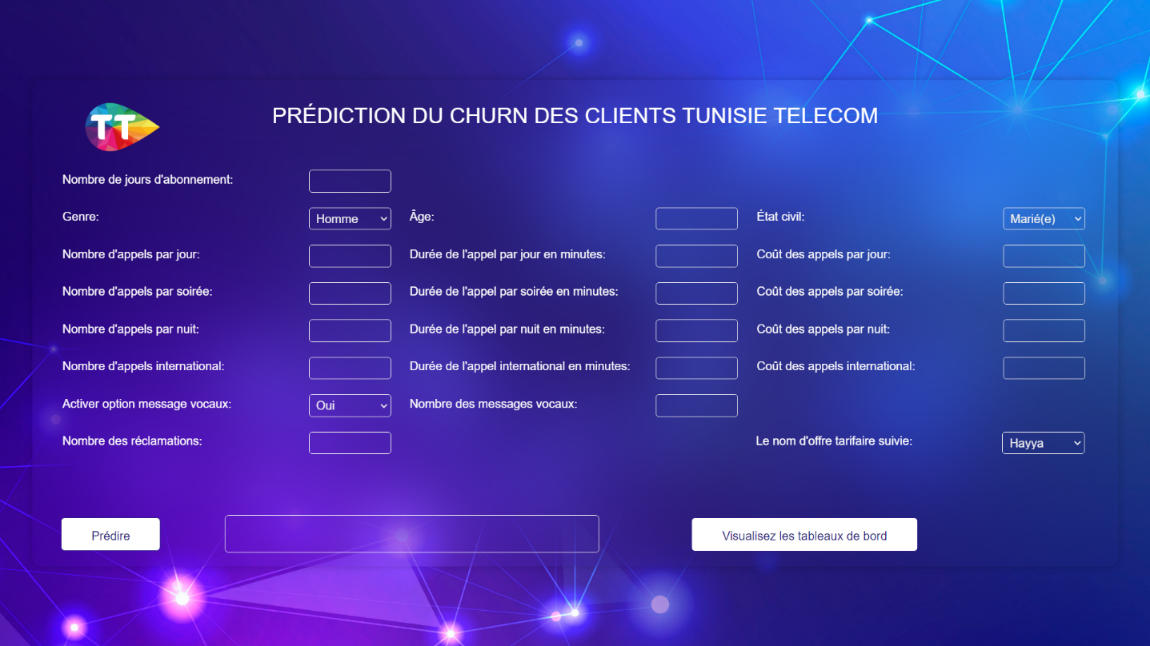 TT
PRÉDICTION DU CHURN DES CLIENTS TUNISIE TELECOM
Nombre de jours d'abonnement:
Genre: Homme Âge: État civil: Marié(e)
Nombre d'appels par jour: Durée de l'appel par jour en minutes: Coût des appels par jour:
Nombre d'appels par soirée: Durée de l'appel par soirée en minutes: Coût des appels par soirée:
Nombre d'appels par nuit: Durée de l'appel par nuit en minutes: Coût des appels par nuit:
Nombre d'appels international: Durée de l'appel international en minutes: Coût des appels international:
Activer option message vocaux: Oui Nombre des messages vocaux:
Nombre des réclamations: Le nom d'offre tarifaire suivie: Hayya
Prédire Visualisez les tableaux de bord